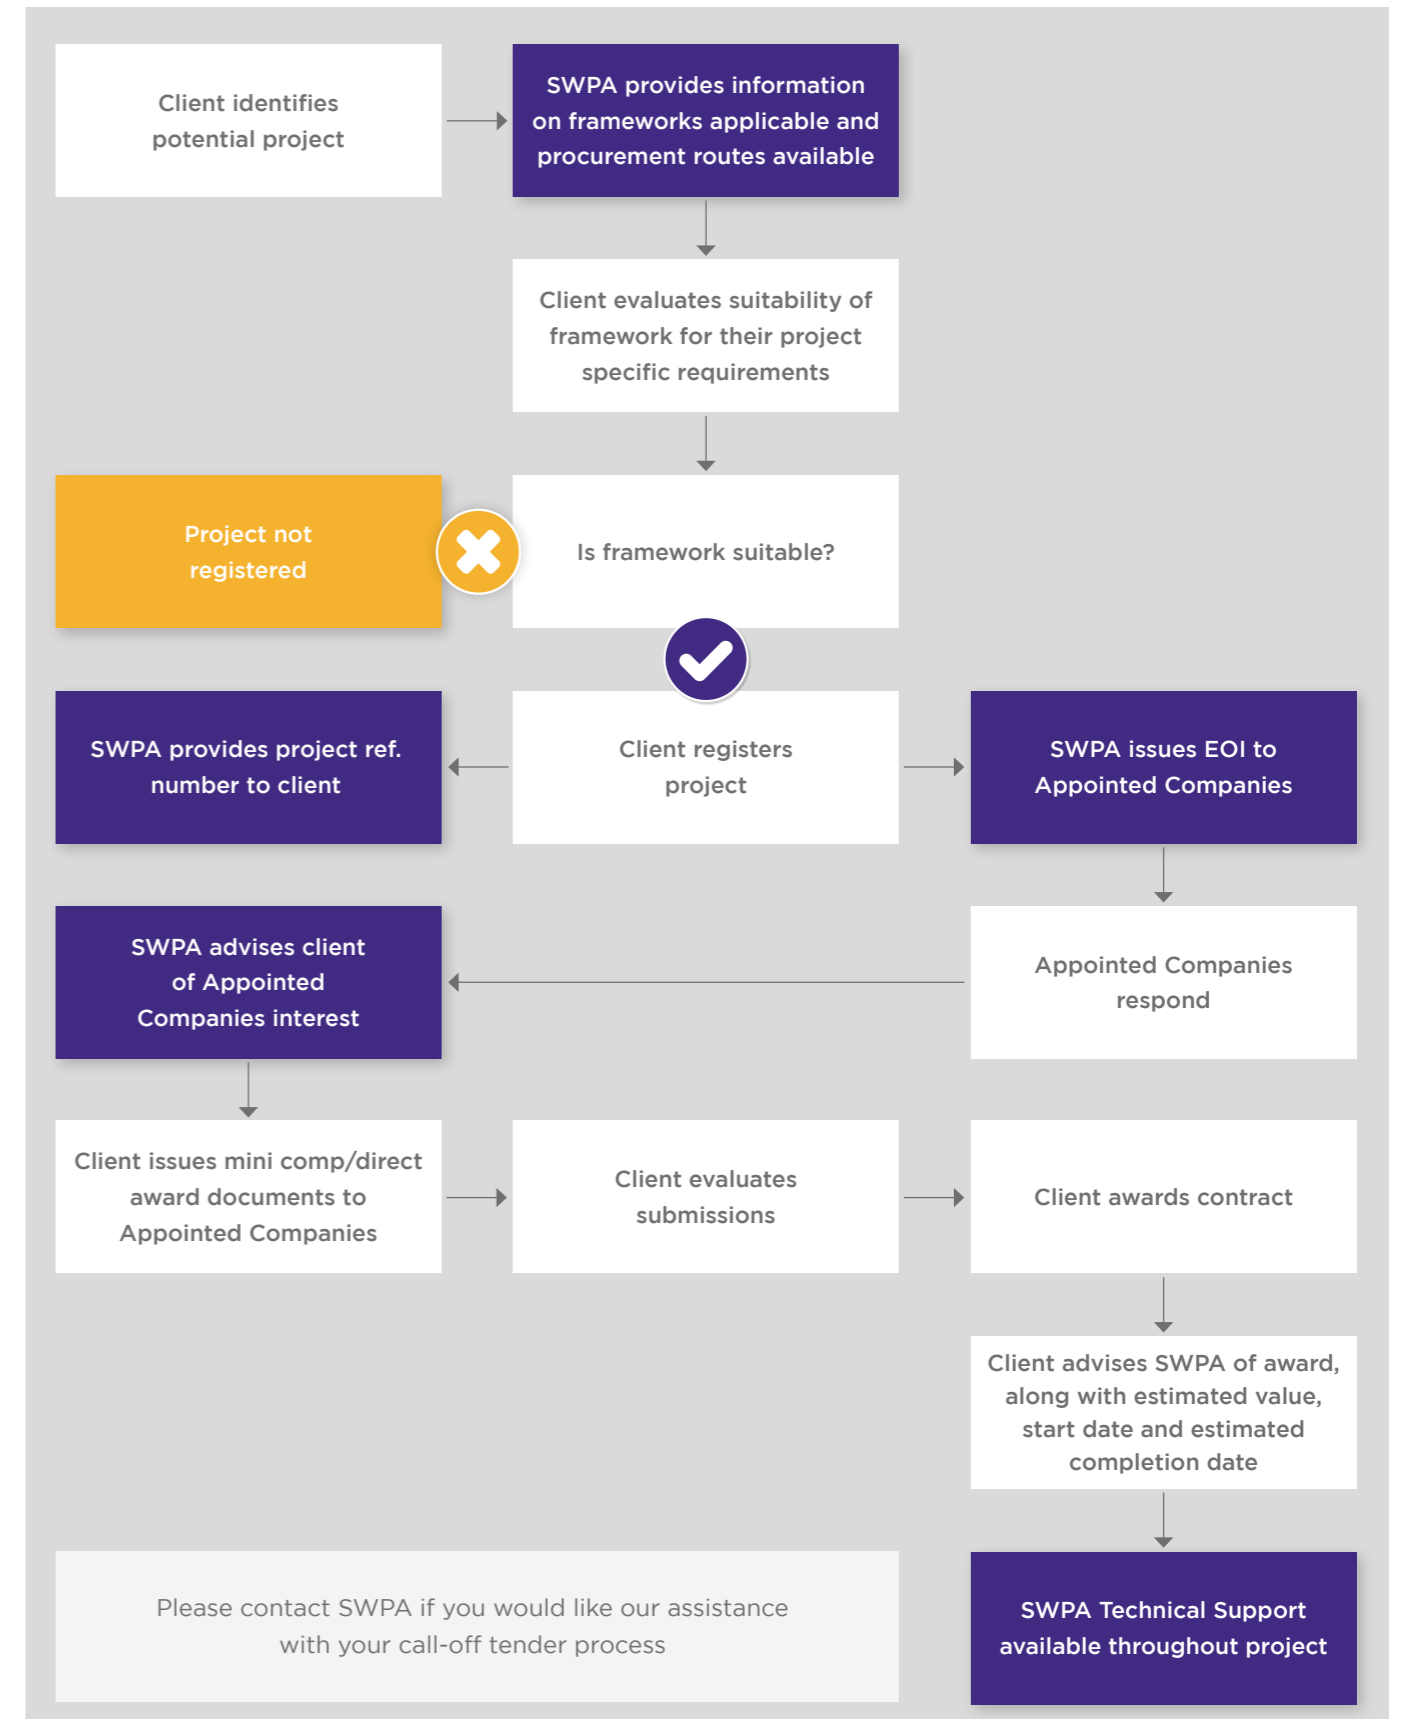 Client identifies
potential project
SWPA provides information
on frameworks applicable and
procurement routes available
Client evaluates suitability of
framework for their project
specific requirements
Project not
registered
Is framework suitable?
SWPA provides project ref.
number to client
Client registers
project
SWPA issues EOI to
Appointed Companies
SWPA advises client
of Appointed
Companies interest
Appointed Companies
respond
Client issues mini comp/direct
award documents to
Appointed Companies
Client evaluates
submissions
Client awards contract
Client advises SWPA of award,
along with estimated value,
start date and estimated
completion date
Please contact SWPA if you would like our assistance
with your call-off tender process
SWPA Technical Support
available throughout project